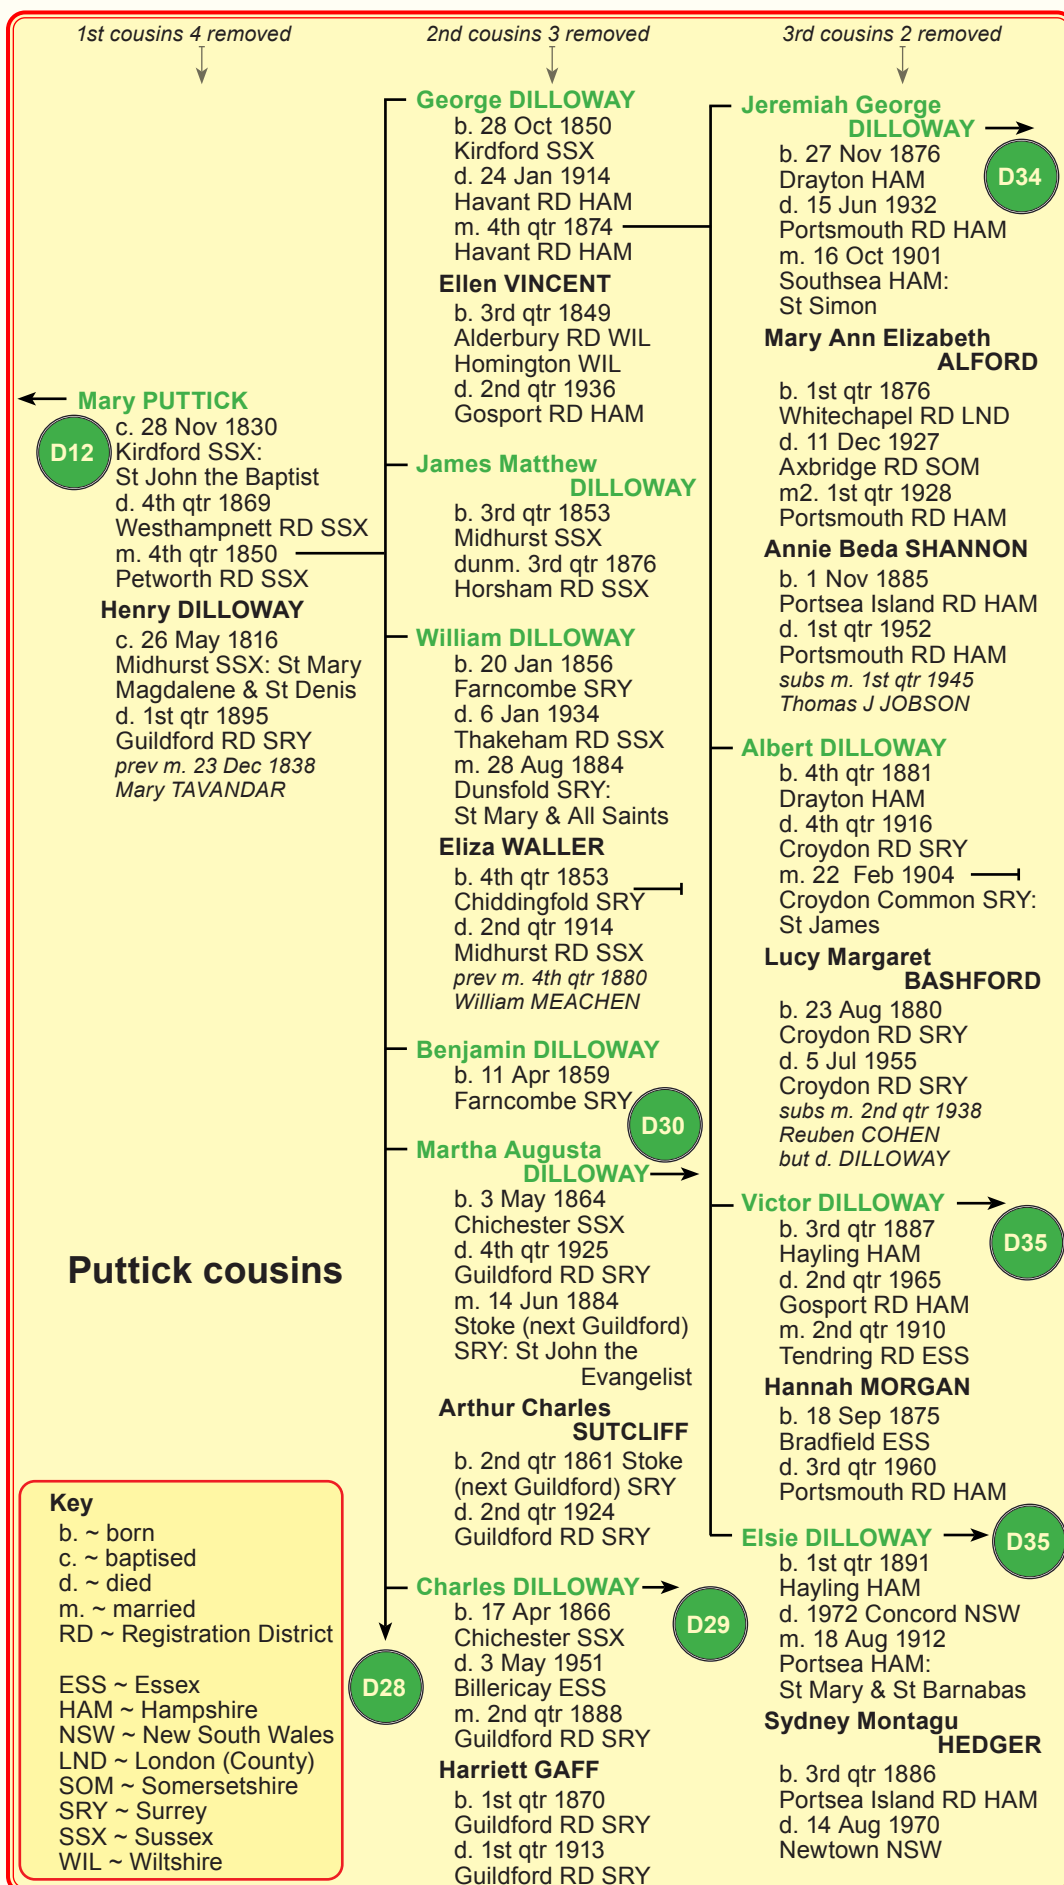 1st cousins 4 removed
2nd cousins 3 removed
3rd cousins 2 removed
Mary PUTTICK
D12
c. 28 Nov 1830
Kirdford SSX:
St John the Baptist
d. 4th qtr 1869
Westhampnett RD SSX
m. 4th qtr 1850
Petworth RD SSX
Henry DILLOWAY
c. 26 May 1816
Midhurst SSX: St Mary
Magdalene & St Denis
d. 1st qtr 1895
Guildford RD SRY
prev m. 23 Dec 1838
Mary TAVANDAR
Puttick cousins
Key
b. ~ born
c. ~ baptised
d. ~ died
m. ~ married
RD ~ Registration District
ESS ~ Essex
HAM ~ Hampshire
NSW ~ New South Wales
LND ~ London (County)
SOM ~ Somersetshire
SRY ~ Surrey
SSX ~ Sussex
WIL ~ Wiltshire
George DILLOWAY
b. 28 Oct 1850
Kirdford SSX
d. 24 Jan 1914
Havant RD HAM
m. 4th qtr 1874
Havant RD HAM
Ellen VINCENT
b. 3rd qtr 1849
Alderbury RD WIL
Homington WIL
d. 2nd qtr 1936
Gosport RD HAM
James Matthew
DILLOWAY
b. 3rd qtr 1853
Midhurst SSX
dunm. 3rd qtr 1876
Horsham RD SSX
William DILLOWAY
b. 20 Jan 1856
Farncombe SRY
d. 6 Jan 1934
Thakeham RD SSX
m. 28 Aug 1884
Dunsfold SRY:
St Mary & All Saints
Eliza WALLER
b. 4th qtr 1853
Chiddingfold SRY
d. 2nd qtr 1914
Midhurst RD SSX
prev m. 4th qtr 1880
William MEACHEN
Benjamin DILLOWAY
b. 11 Apr 1859
Farncombe SRY
D30
Martha Augusta
DILLOWAY
b. 3 May 1864
Chichester SSX
d. 4th qtr 1925
Guildford RD SRY
m. 14 Jun 1884
Stoke (next Guildford)
SRY: St John the
Evangelist
Arthur Charles
SUTCLIFF
b. 2nd qtr 1861 Stoke
(next Guildford) SRY
d. 2nd qtr 1924
Guildford RD SRY
Charles DILLOWAY
D29
D28
b. 17 Apr 1866
Chichester SSX
d. 3 May 1951
Billericay ESS
m. 2nd qtr 1888
Guildford RD SRY
Harriett GAFF
b. 1st qtr 1870
Guildford RD SRY
d. 1st qtr 1913
Guildford RD SRY
Jeremiah George
DILLOWAY
D34
b. 27 Nov 1876
Drayton HAM
d. 15 Jun 1932
Portsmouth RD HAM
m. 16 Oct 1901
Southsea HAM:
St Simon
Mary Ann Elizabeth
ALFORD
b. 1st qtr 1876
Whitechapel RD LND
d. 11 Dec 1927
Axbridge RD SOM
m2. 1st qtr 1928
Portsmouth RD HAM
Annie Beda SHANNON
b. 1 Nov 1885
Portsea Island RD HAM
d. 1st qtr 1952
Portsmouth RD HAM
subs m. 1st qtr 1945
Thomas J JOBSON
Albert DILLOWAY
b. 4th qtr 1881
Drayton HAM
d. 4th qtr 1916
Croydon RD SRY
m. 22 Feb 1904
Croydon Common SRY:
St James
Lucy Margaret
BASHFORD
b. 23 Aug 1880
Croydon RD SRY
d. 5 Jul 1955
Croydon RD SRY
subs m. 2nd qtr 1938
Reuben COHEN
but d. DILLOWAY
Victor DILLOWAY
D35
b. 3rd qtr 1887
Hayling HAM
d. 2nd qtr 1965
Gosport RD HAM
m. 2nd qtr 1910
Tendring RD ESS
Hannah MORGAN
b. 18 Sep 1875
Bradfield ESS
d. 3rd qtr 1960
Portsmouth RD HAM
Elsie DILLOWAY
D35
b. 1st qtr 1891
Hayling HAM
d. 1972 Concord NSW
m. 18 Aug 1912
Portsea HAM:
St Mary & St Barnabas
Sydney Montagu
HEDGER
b. 3rd qtr 1886
Portsea Island RD HAM
d. 14 Aug 1970
Newtown NSW